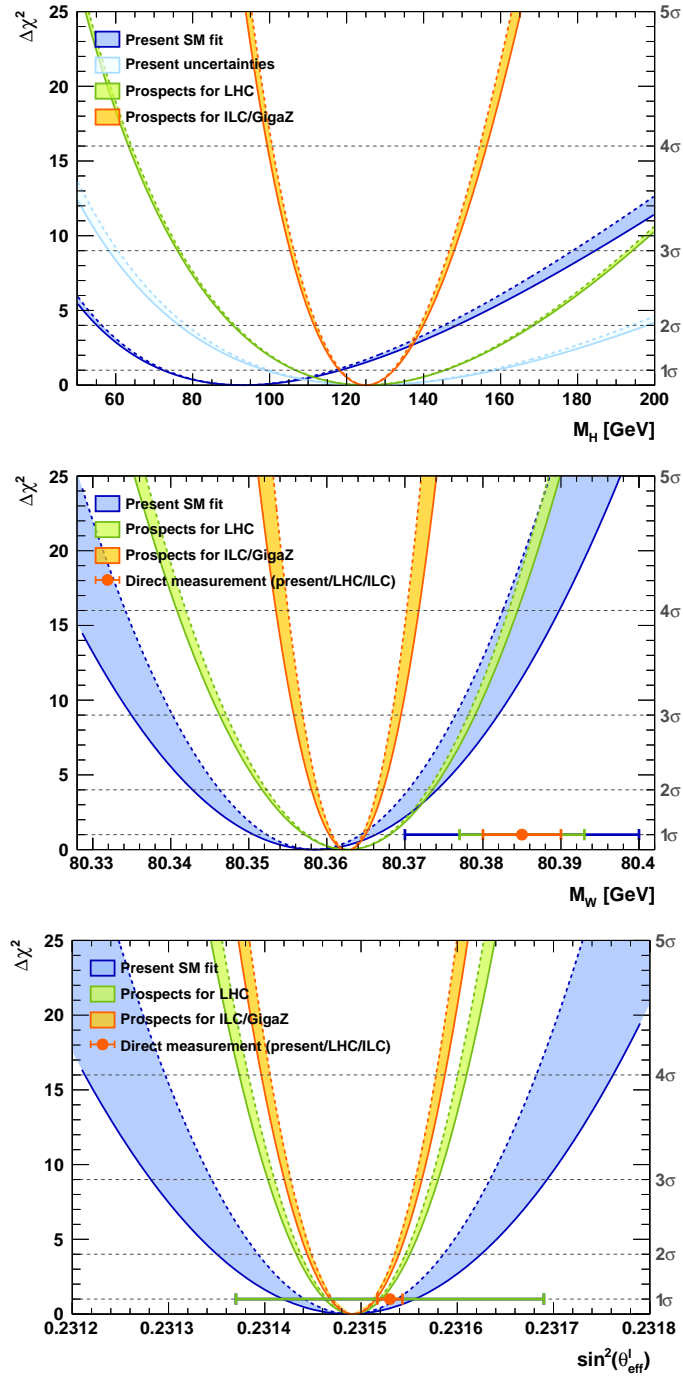 Δχ²
25
20
15
10
5
0
5σ
4σ
3σ
2σ
1σ
Present SM fit
Present uncertainties
Prospects for LHC
Prospects for ILC/GigaZ
60 80 100 120 140 160 180 200
M_H [GeV]
Δχ²
25
20
15
10
5
0
5σ
4σ
3σ
2σ
1σ
Present SM fit
Prospects for LHC
Prospects for ILC/GigaZ
Direct measurement (present/LHC/ILC)
80.33 80.34 80.35 80.36 80.37 80.38 80.39 80.4
M_W [GeV]
Δχ²
25
20
15
10
5
0
5σ
4σ
3σ
2σ
1σ
Present SM fit
Prospects for LHC
Prospects for ILC/GigaZ
Direct measurement (present/LHC/ILC)
0.2312 0.2313 0.2314 0.2315 0.2316 0.2317 0.2318
sin²(θ^l_eff)